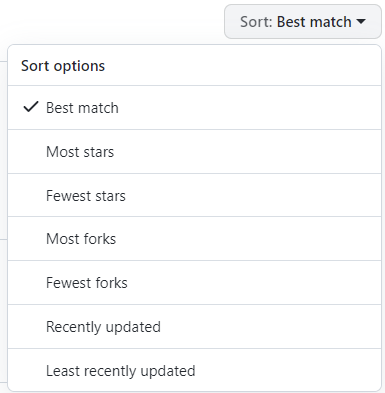 Sort: Best match
Sort options
Best match
Most stars
Fewest stars
Most forks
Fewest forks
Recently updated
Least recently updated